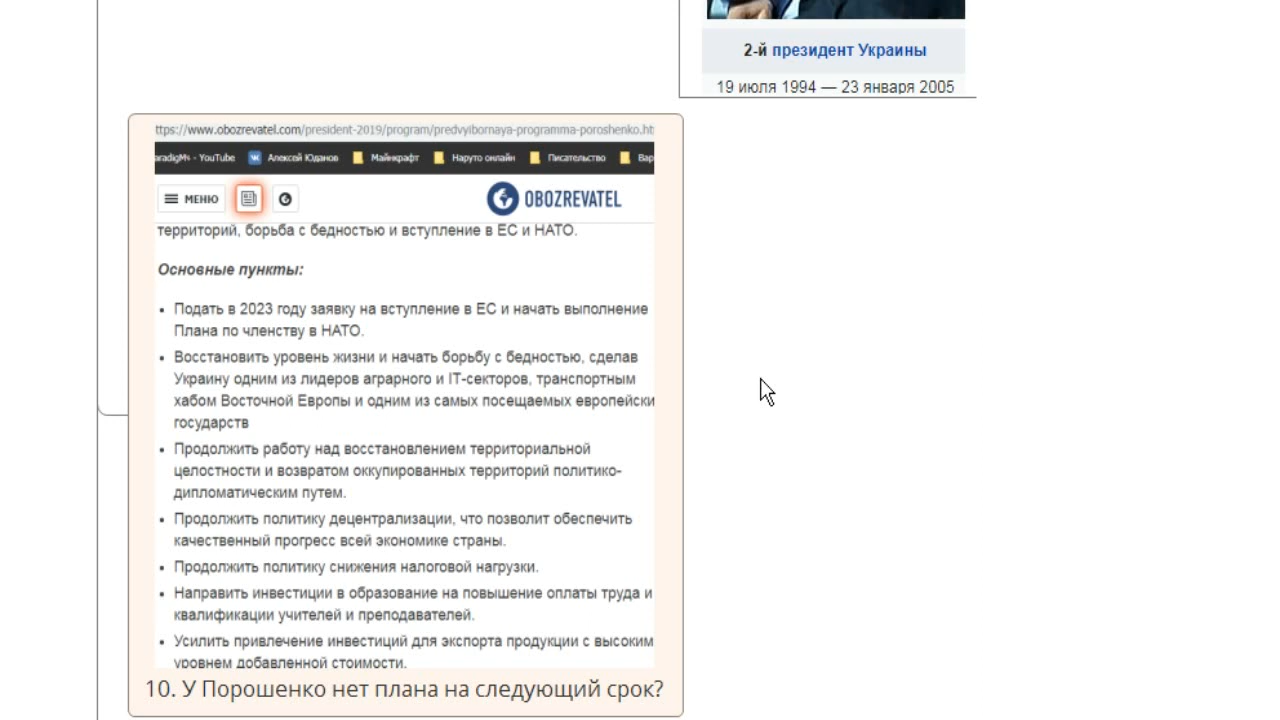 2-й президент Украины
19 июля 1994 — 23 января 2005
ttps://www.obozrevatel.com/president-2019/program/predvyibornaya-programma-poroshenko.ht
YouTube Алексей Юданов Майнкрафт Наруто онлайн Писательство Вар
МЕНЮ OBOZREVATEL
территорий, борьба с бедностью и вступление в ЕС и НАТО.
Основные пункты:
• Подать в 2023 году заявку на вступление в ЕС и начать выполнение
Плана по членству в НАТО.
• Восстановить уровень жизни и начать борьбу с бедностью, сделав
Украину одним из лидеров аграрного и IT-секторов, транспортным
хабом Восточной Европы и одним из самых посещаемых европейски
государств
• Продолжить работу над восстановлением территориальной
целостности и возвратом оккупированных территорий политико-
дипломатическим путем.
• Продолжить политику децентрализации, что позволит обеспечить
качественный прогресс всей экономике страны.
• Продолжить политику снижения налоговой нагрузки.
• Направить инвестиции в образование на повышение оплаты труда и
квалификации учителей и преподавателей.
• Усилить привлечение инвестиций для экспорта продукции с высоким
уровнем добавленной стоимости.
10. У Порошенко нет плана на следующий срок?